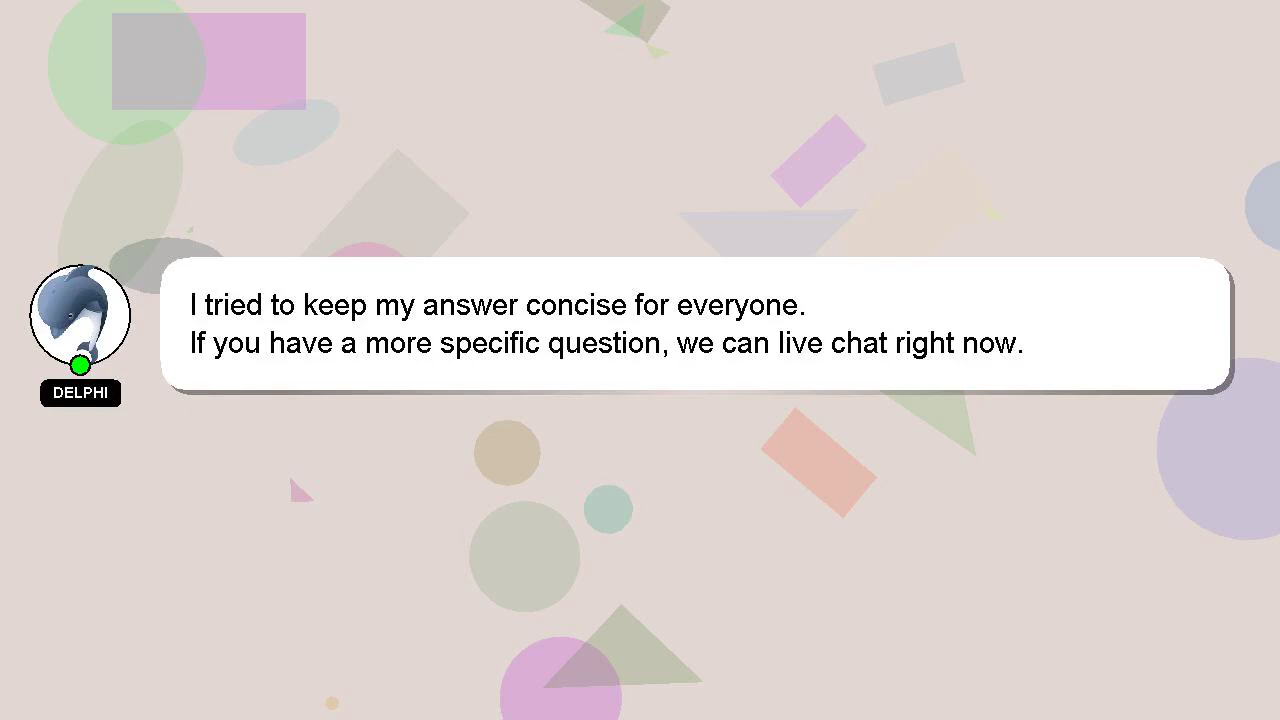 I tried to keep my answer concise for everyone.
If you have a more specific question, we can live chat right now.
DELPHI